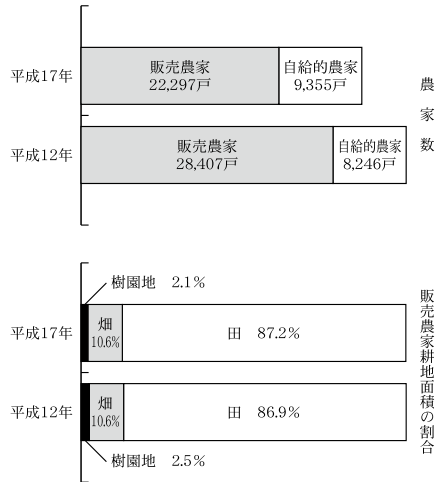 平成17年
販売農家
22,297戸
自給的農家
9,355戸
平成12年
販売農家
28,407戸
自給的農家
8,246戸
農家数
樹園地 2.1%
平成17年
畑
10.6%
田 87.2%
平成12年
畑
10.6%
田 86.9%
樹園地 2.5%
販売農家耕地面積の割合